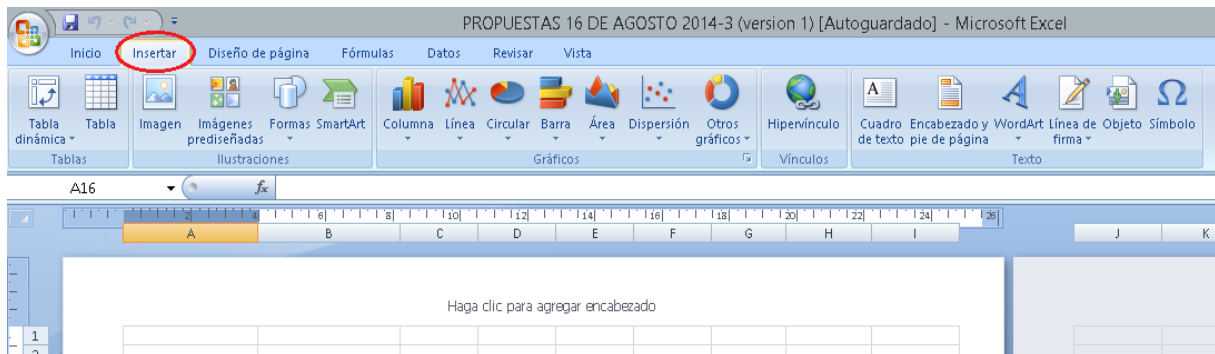 PROPUESTAS 16 DE AGOSTO 2014-3 (version 1) [Autoguardado] - Microsoft Excel
Inicio Insertar Diseño de página Fórmulas Datos Revisar Vista
Tabla Tabla Imagen Imágenes Formas SmartArt Columna Línea Circular Barra Área Dispersión Otros Hipervínculo Cuadro Encabezado y WordArt Línea de Objeto Símbolo
dinámica prediseñadas gráficos de texto pie de página firma
Tablas Ilustraciones Gráficos Vínculos Texto
A16 fx
2 4 6 8 10 12 14 16 18 20 22 24 26
A B C D E F G H I J K
Haga clic para agregar encabezado
1